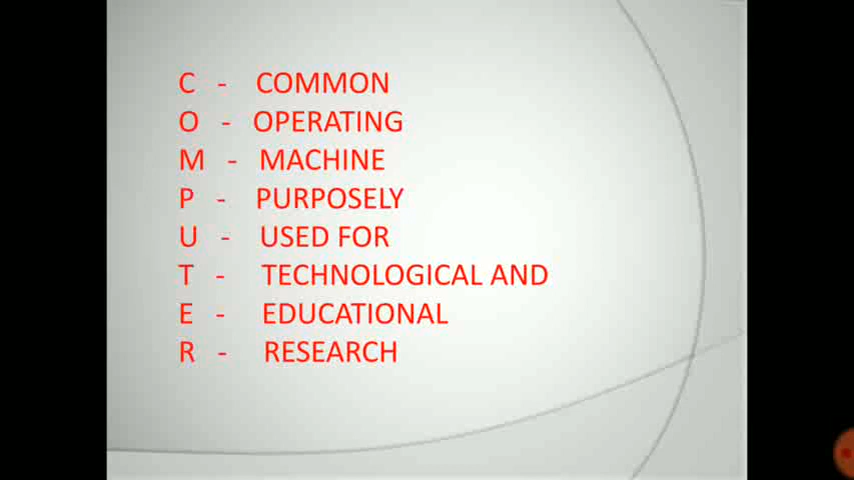 C - COMMON
O - OPERATING
M - MACHINE
P - PURPOSELY
U - USED FOR
T - TECHNOLOGICAL AND
E - EDUCATIONAL
R - RESEARCH